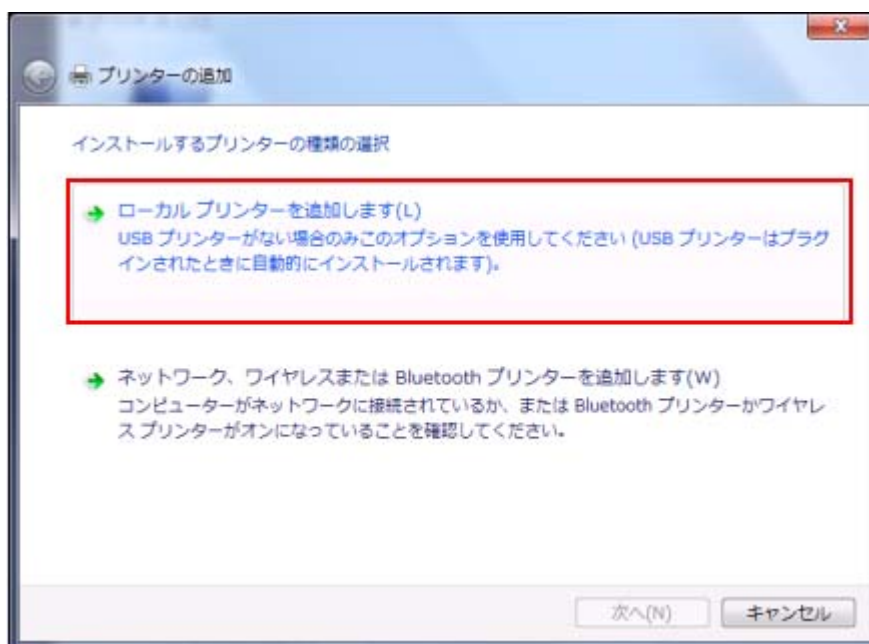 プリンターの追加
インストールするプリンターの種類の選択
ローカル プリンターを追加します(L)
USB プリンターがない場合のみこのオプションを使用してください (USB プリンターはプラグ
インされたときに自動的にインストールされます)。
ネットワーク、ワイヤレスまたは Bluetooth プリンターを追加します(W)
コンピューターがネットワークに接続されているか、または Bluetooth プリンターかワイヤレ
ス プリンターがオンになっていることを確認してください。
次へ(N)
キャンセル